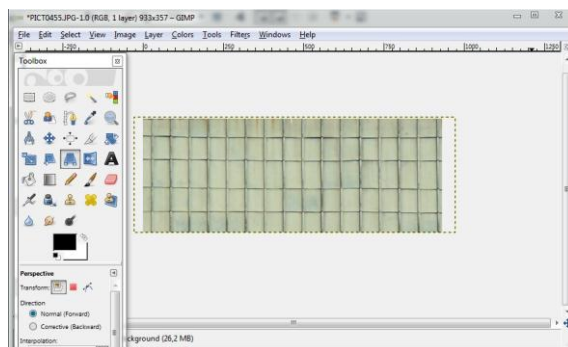 *PICT0455.JPG-1.0 (RGB, 1 layer) 933x357 – GIMP
File Edit Select View Image Layer Colors Tools Filters Windows Help
-250 0 250 500 750 1000 1250
Toolbox
Perspective
Transform:
Direction
Normal (Forward)
Corrective (Backward)
Interpolation:
ckground (26,2 MB)